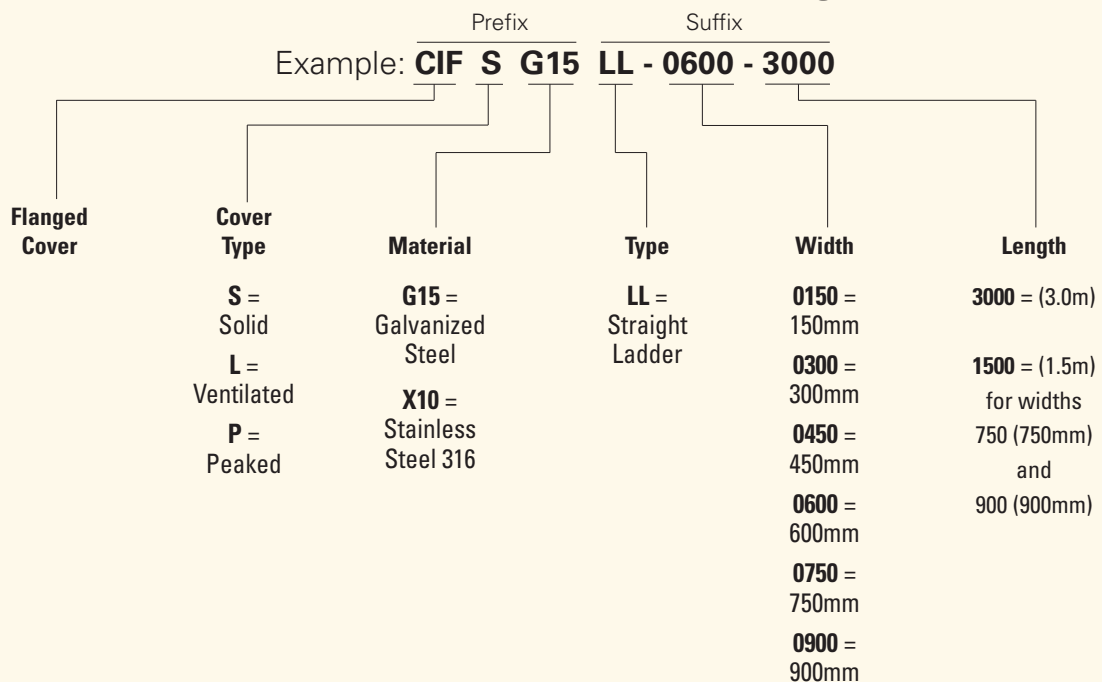 Prefix
Suffix
Example: CIF S G15 LL - 0600 - 3000
Flanged
Cover
Cover
Type
S =
Solid
L =
Ventilated
P =
Peaked
Material
G15 =
Galvanized
Steel
X10 =
Stainless
Steel 316
Type
LL =
Straight
Ladder
Width
0150 =
150mm
0300 =
300mm
0450 =
450mm
0600 =
600mm
0750 =
750mm
0900 =
900mm
Length
3000 = (3.0m)
1500 = (1.5m)
for widths
750 (750mm)
and
900 (900mm)